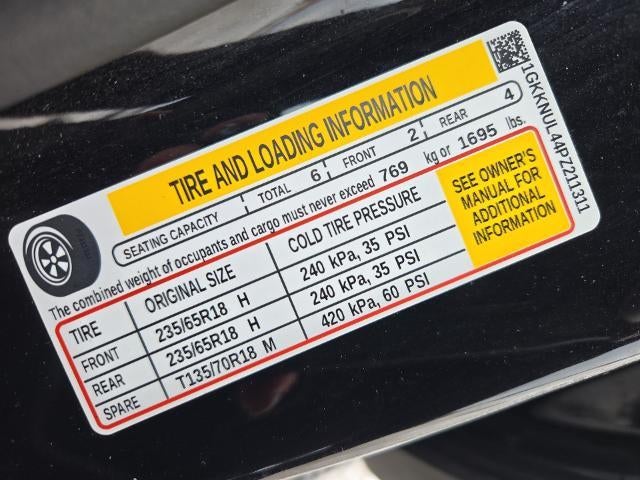 TIRE AND LOADING INFORMATION
SEATING CAPACITY TOTAL 6 FRONT 2 REAR 4
The combined weight of occupants and cargo must never exceed 769 kg or 1695 lbs.
TIRE ORIGINAL SIZE COLD TIRE PRESSURE
FRONT 235/65R18 H 240 kPa, 35 PSI
REAR 235/65R18 H 240 kPa, 35 PSI
SPARE T135/70R18 M 420 kPa, 60 PSI
SEE OWNER'S
MANUAL FOR
ADDITIONAL
INFORMATION
1GKKNUL44PZ211311